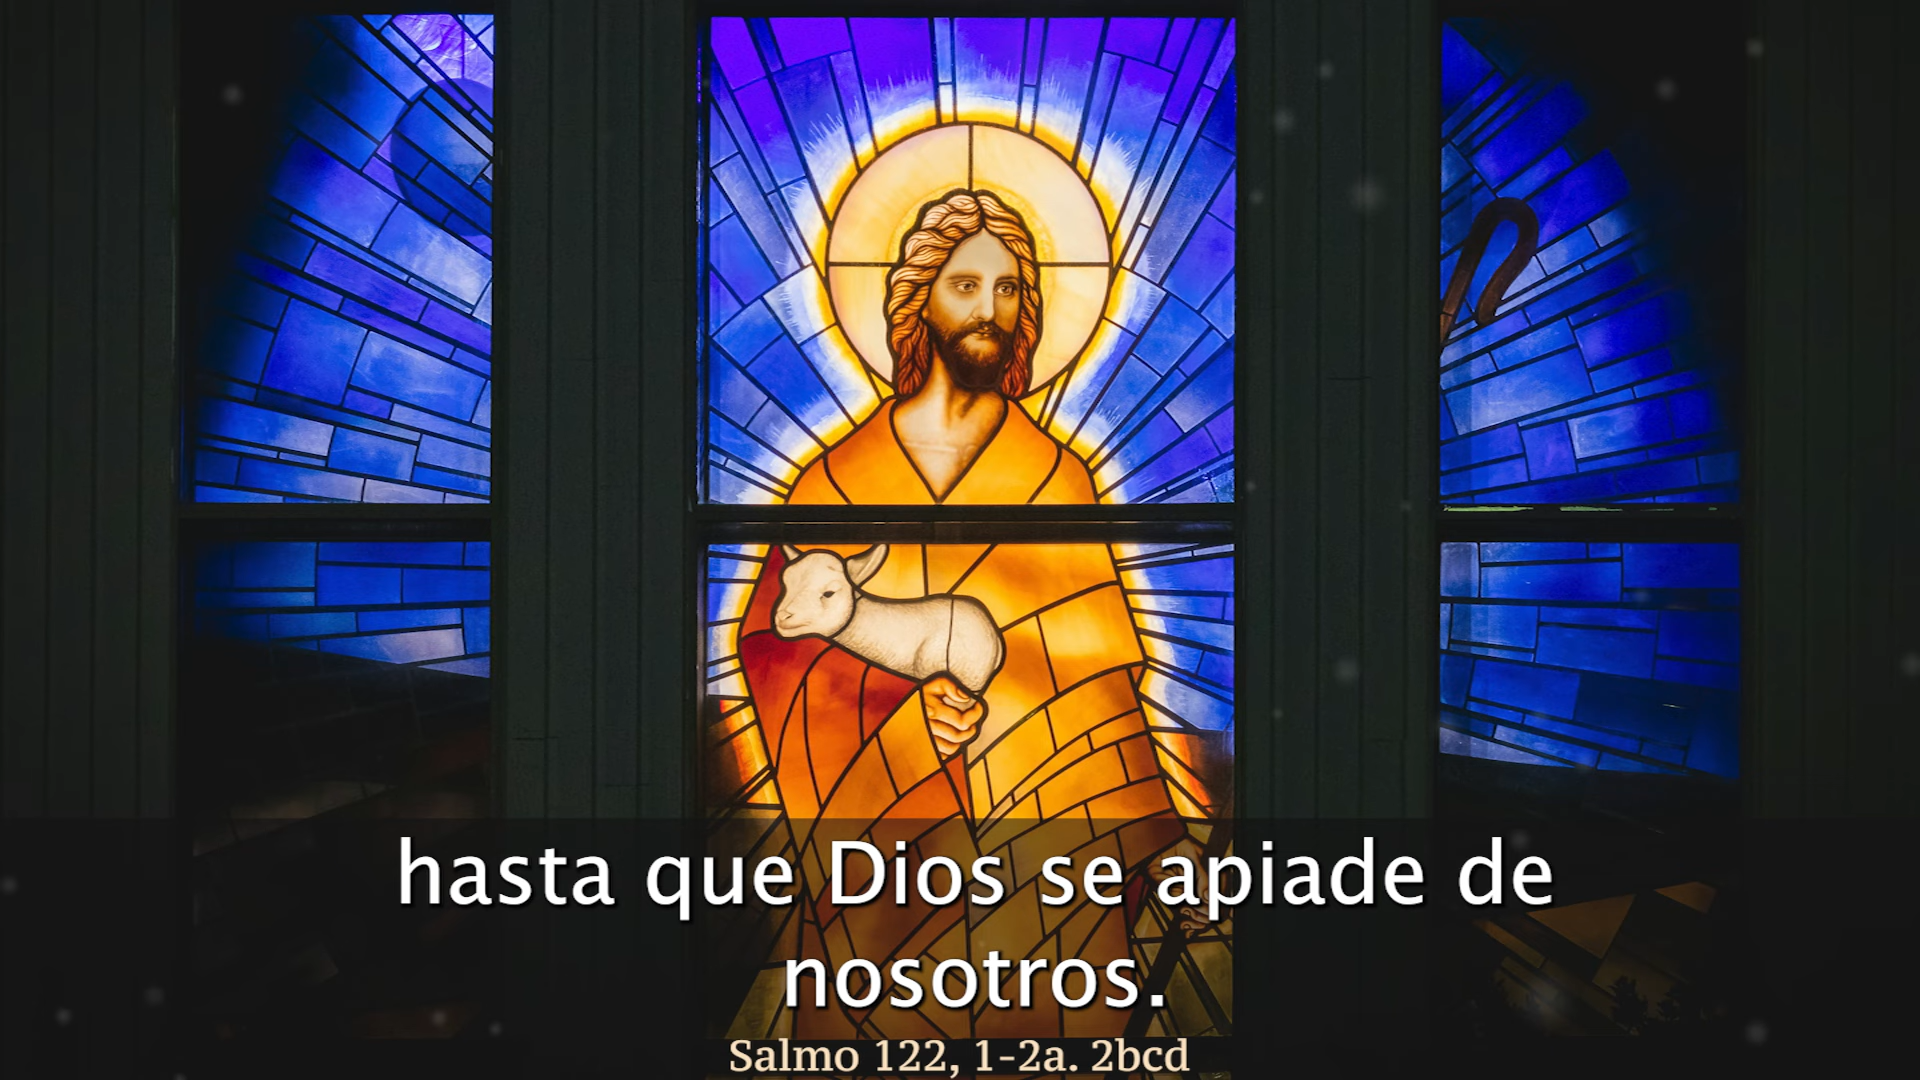 hasta que Dios se apiade de
nosotros.
Salmo 122, 1-2a. 2bcd